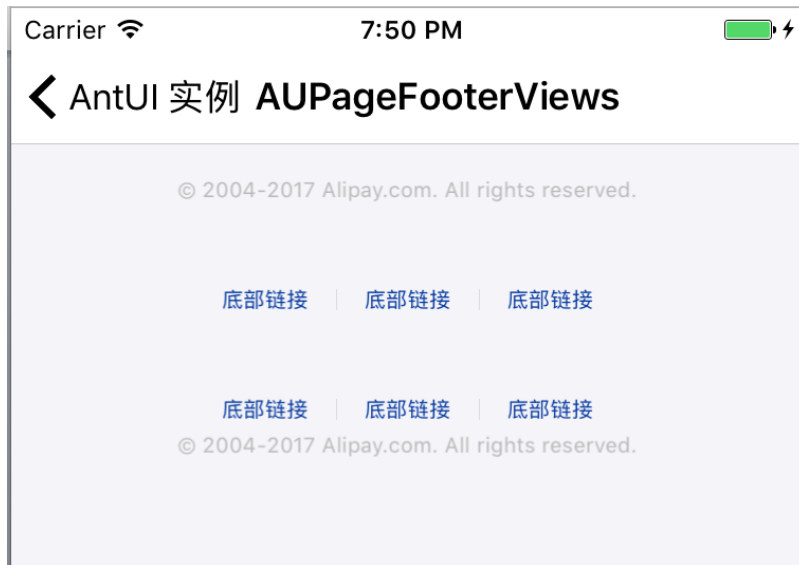 Carrier 7:50 PM
AntUI 实例 AUPageFooterViews
© 2004-2017 Alipay.com. All rights reserved.
底部链接 底部链接 底部链接
底部链接 底部链接 底部链接
© 2004-2017 Alipay.com. All rights reserved.